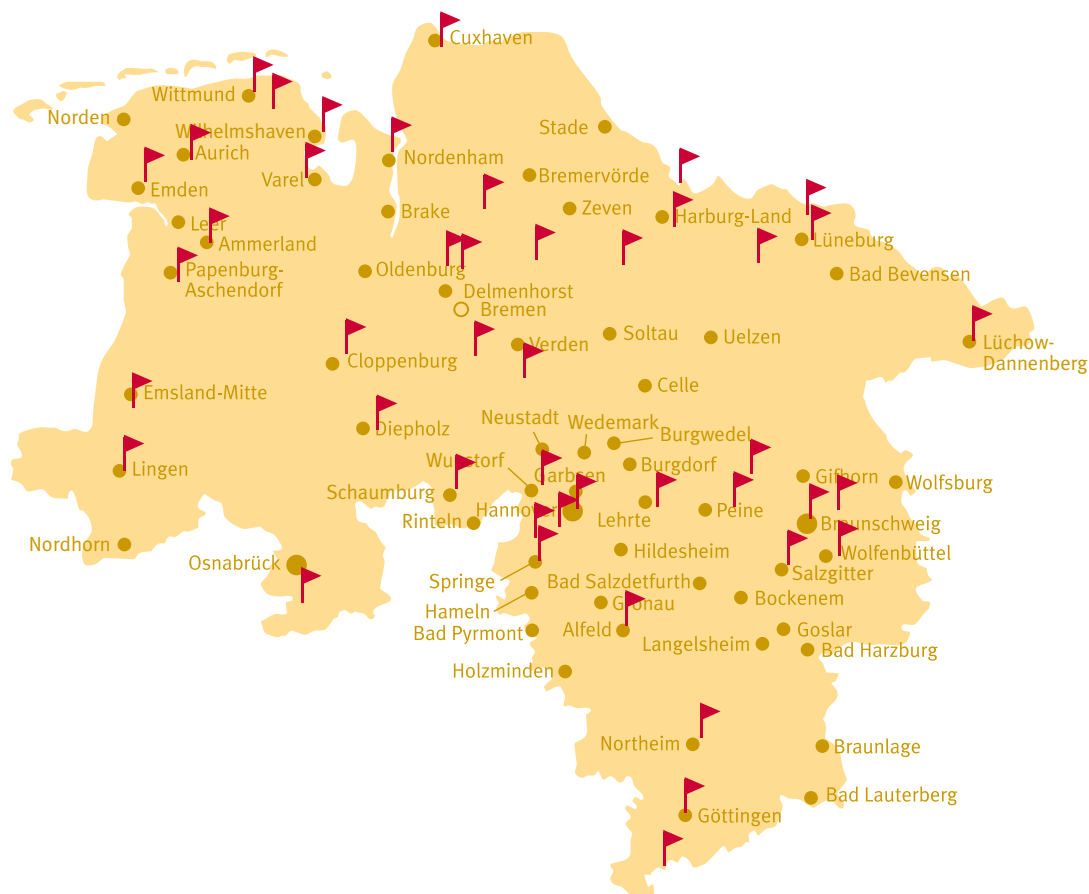 Cuxhaven
Wittmund
Norden
Wilhelmshaven
Stade
Aurich
Nordenham
Varel
Bremervörde
Emden
Brake
Zeven
Harburg-Land
Leer
Ammerland
Lüneburg
Papenburg-
Aschendorf
Oldenburg
Bad Bevensen
Delmenhorst
Bremen
Soltau
Uelzen
Verden
Lüchow-
Dannenberg
Cloppenburg
Celle
Emsland-Mitte
Neustadt
Wedemark
Diepholz
Burgwedel
Wunstorf
Burgdorf
Lingen
Garbsen
Gifhorn
Wolfsburg
Schaumburg
Hannover
Peine
Rinteln
Lehrte
Braunschweig
Nordhorn
Hildesheim
Wolfenbüttel
Osnabrück
Salzgitter
Springe
Bad Salzdetfurth
Hameln
Gronau
Bockenem
Bad Pyrmont
Alfeld
Goslar
Langelsheim
Bad Harzburg
Holzminden
Northeim
Braunlage
Bad Lauterberg
Göttingen